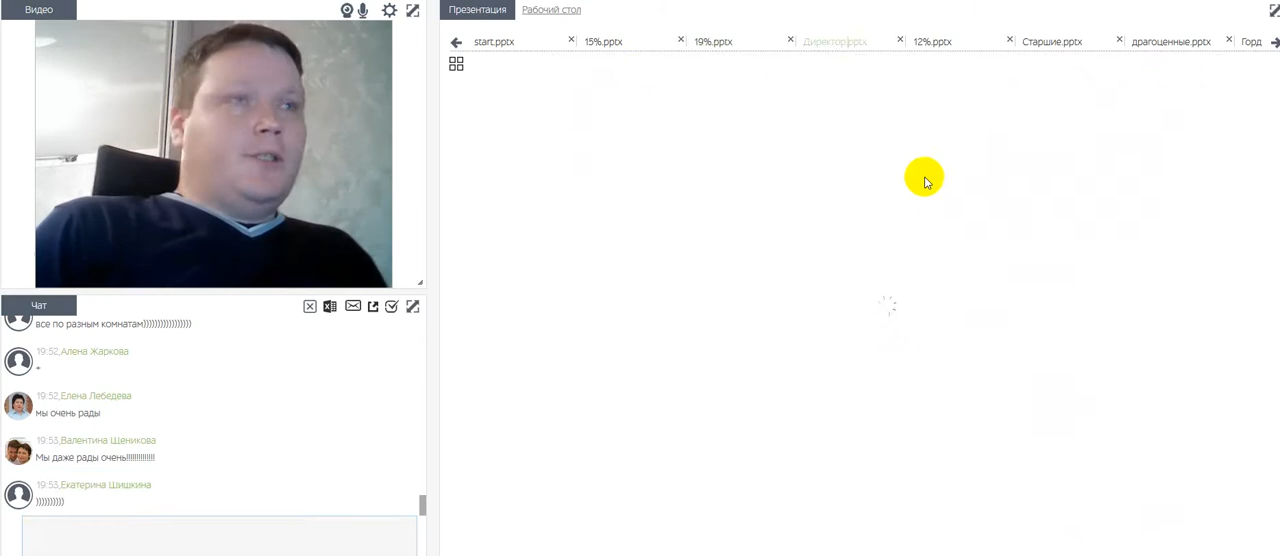 Видео
Презентация
Рабочий стол
start.pptx
15%.pptx
19%.pptx
Директор.pptx
12%.pptx
Старшие.pptx
драгоценные.pptx
Горд
Чат
все по разным комнатам)))))))))))))))))
19:52,Алена Жаркова
+
19:52,Елена Лебедева
мы очень рады
19:53,Валентина Щеникова
Мы даже рады очень!!!!!!!!!!!!!!
19:53,Екатерина Шишкина
))))))))))